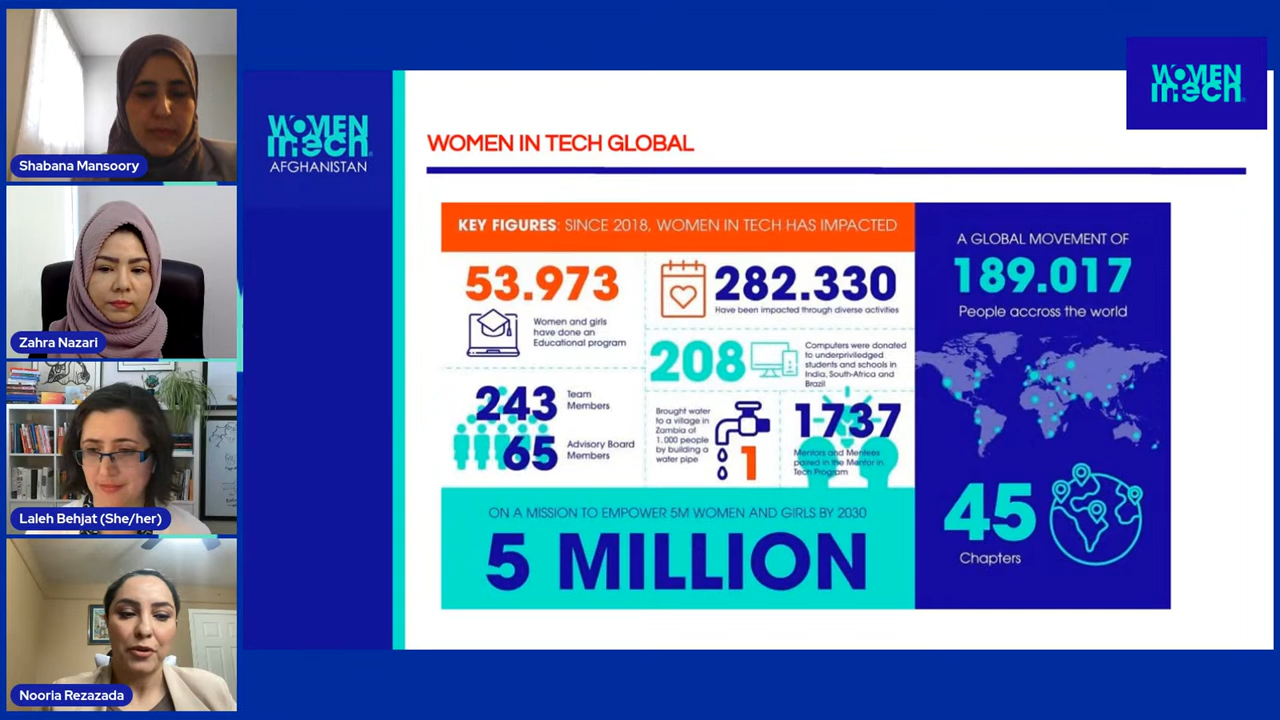 Shabana Mansoory
Zahra Nazari
Laleh Behjat (She/her)
Nooria Rezazada
WOMEN
in tech
AFGHANISTAN
WOMEN
in tech
WOMEN IN TECH GLOBAL
KEY FIGURES: SINCE 2018, WOMEN IN TECH HAS IMPACTED
53.973
Women and girls
have done an
Educational program
282.330
Have been impacted through diverse activities
208
Computers were donated
to underpriviledged
students and schools in
India, South-Africa and
Brazil
243
Team
Members
65
Advisory Board
Members
Brought water
to a village in
Zambia of
1.000 people
by building a
water pipe
1
1737
Mentors and Mentees
paired in the Mentor in
Tech Program
ON A MISSION TO EMPOWER 5M WOMEN AND GIRLS BY 2030
5 MILLION
A GLOBAL MOVEMENT OF
189.017
People accross the world
45
Chapters